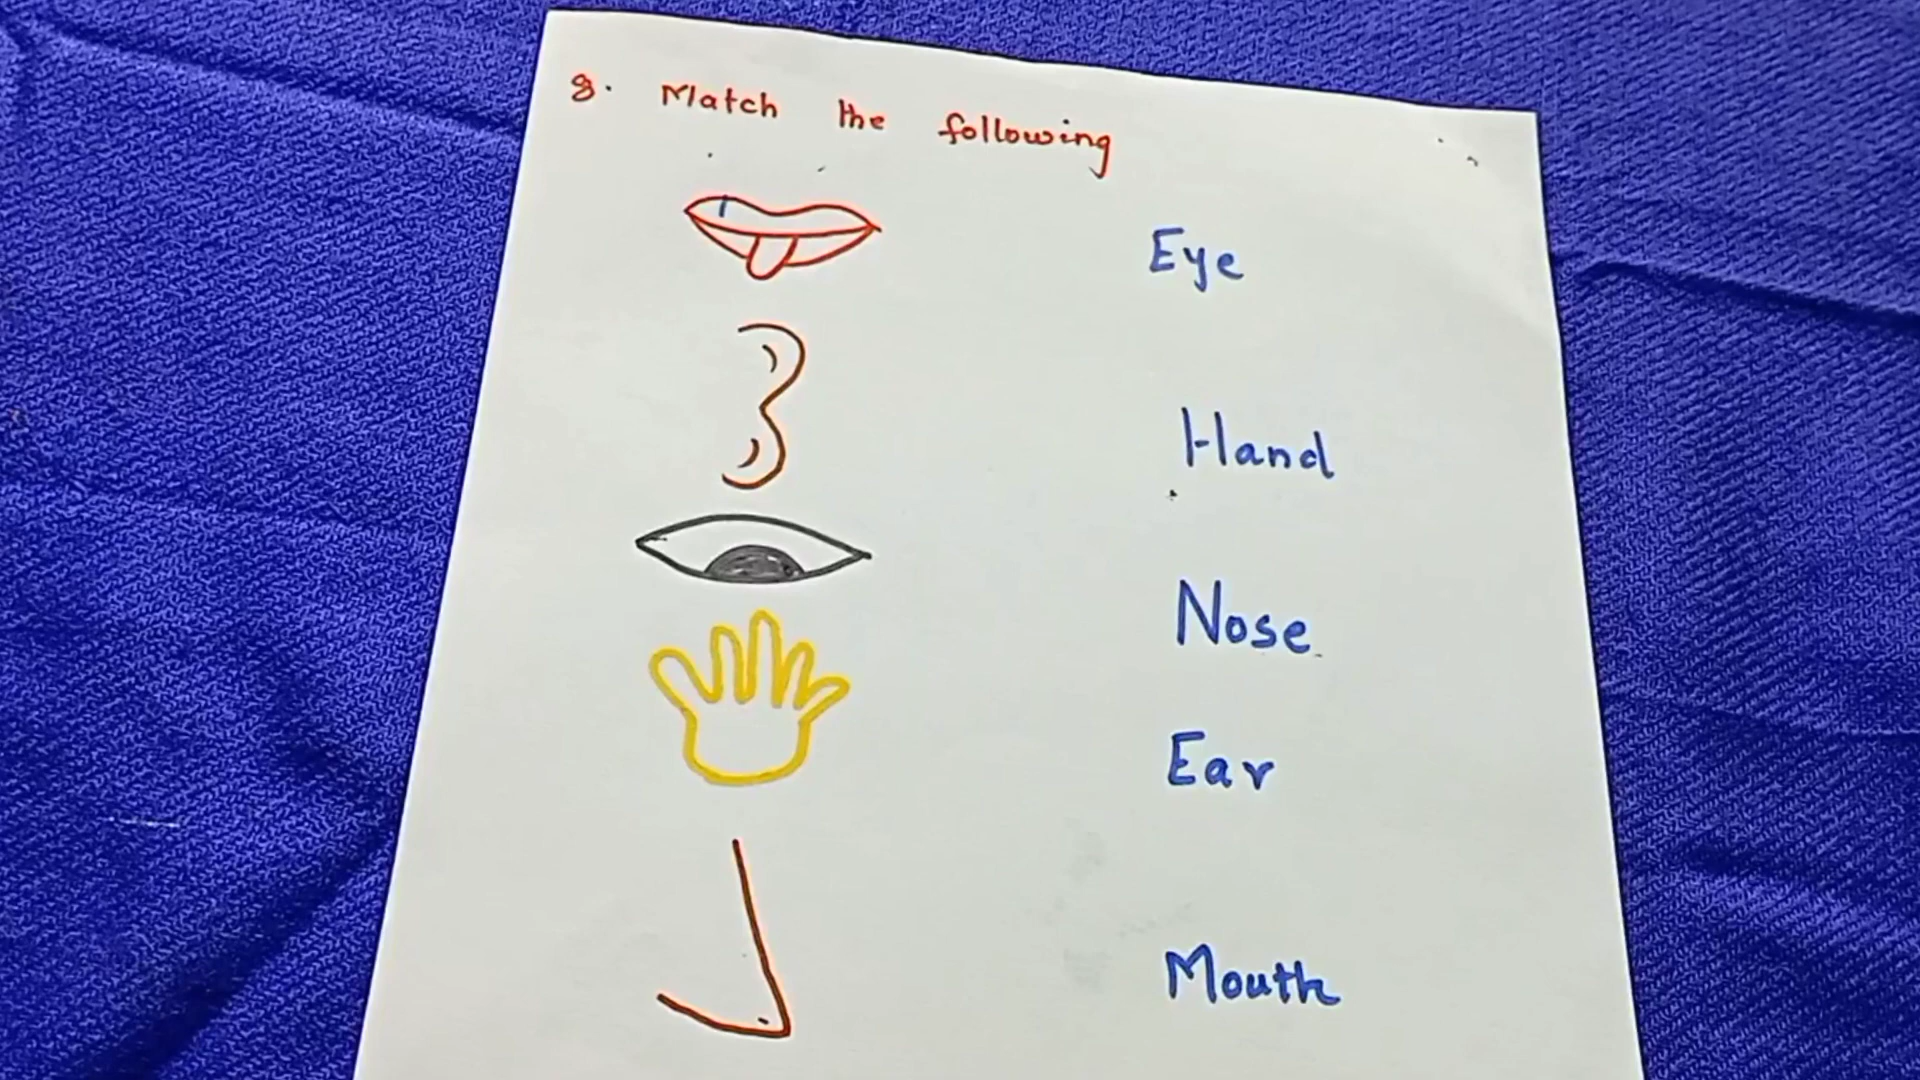 8. Match the following
Eye
Hand
Nose
Ear
Mouth